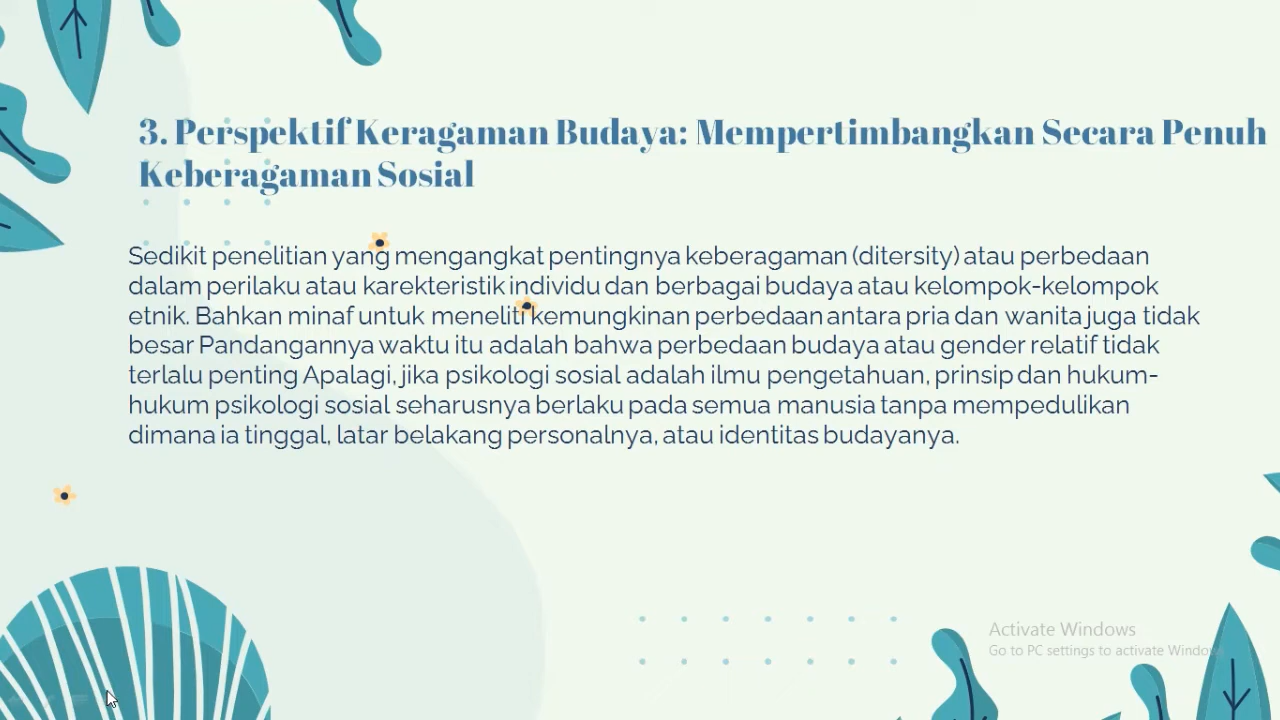 3. Perspektif Keragaman Budaya: Mempertimbangkan Secara Penuh
Keberagaman Sosial
Sedikit penelitian yang mengangkat pentingnya keberagaman (ditersity) atau perbedaan
dalam perilaku atau karekteristik individu dan berbagai budaya atau kelompok-kelompok
etnik. Bahkan minaf untuk meneliti kemungkinan perbedaan antara pria dan wanita juga tidak
besar Pandangannya waktu itu adalah bahwa perbedaan budaya atau gender relatif tidak
terlalu penting Apalagi, jika psikologi sosial adalah ilmu pengetahuan, prinsip dan hukum-
hukum psikologi sosial seharusnya berlaku pada semua manusia tanpa mempedulikan
dimana ia tinggal, latar belakang personalnya, atau identitas budayanya.
Activate Windows
Go to PC settings to activate Windows